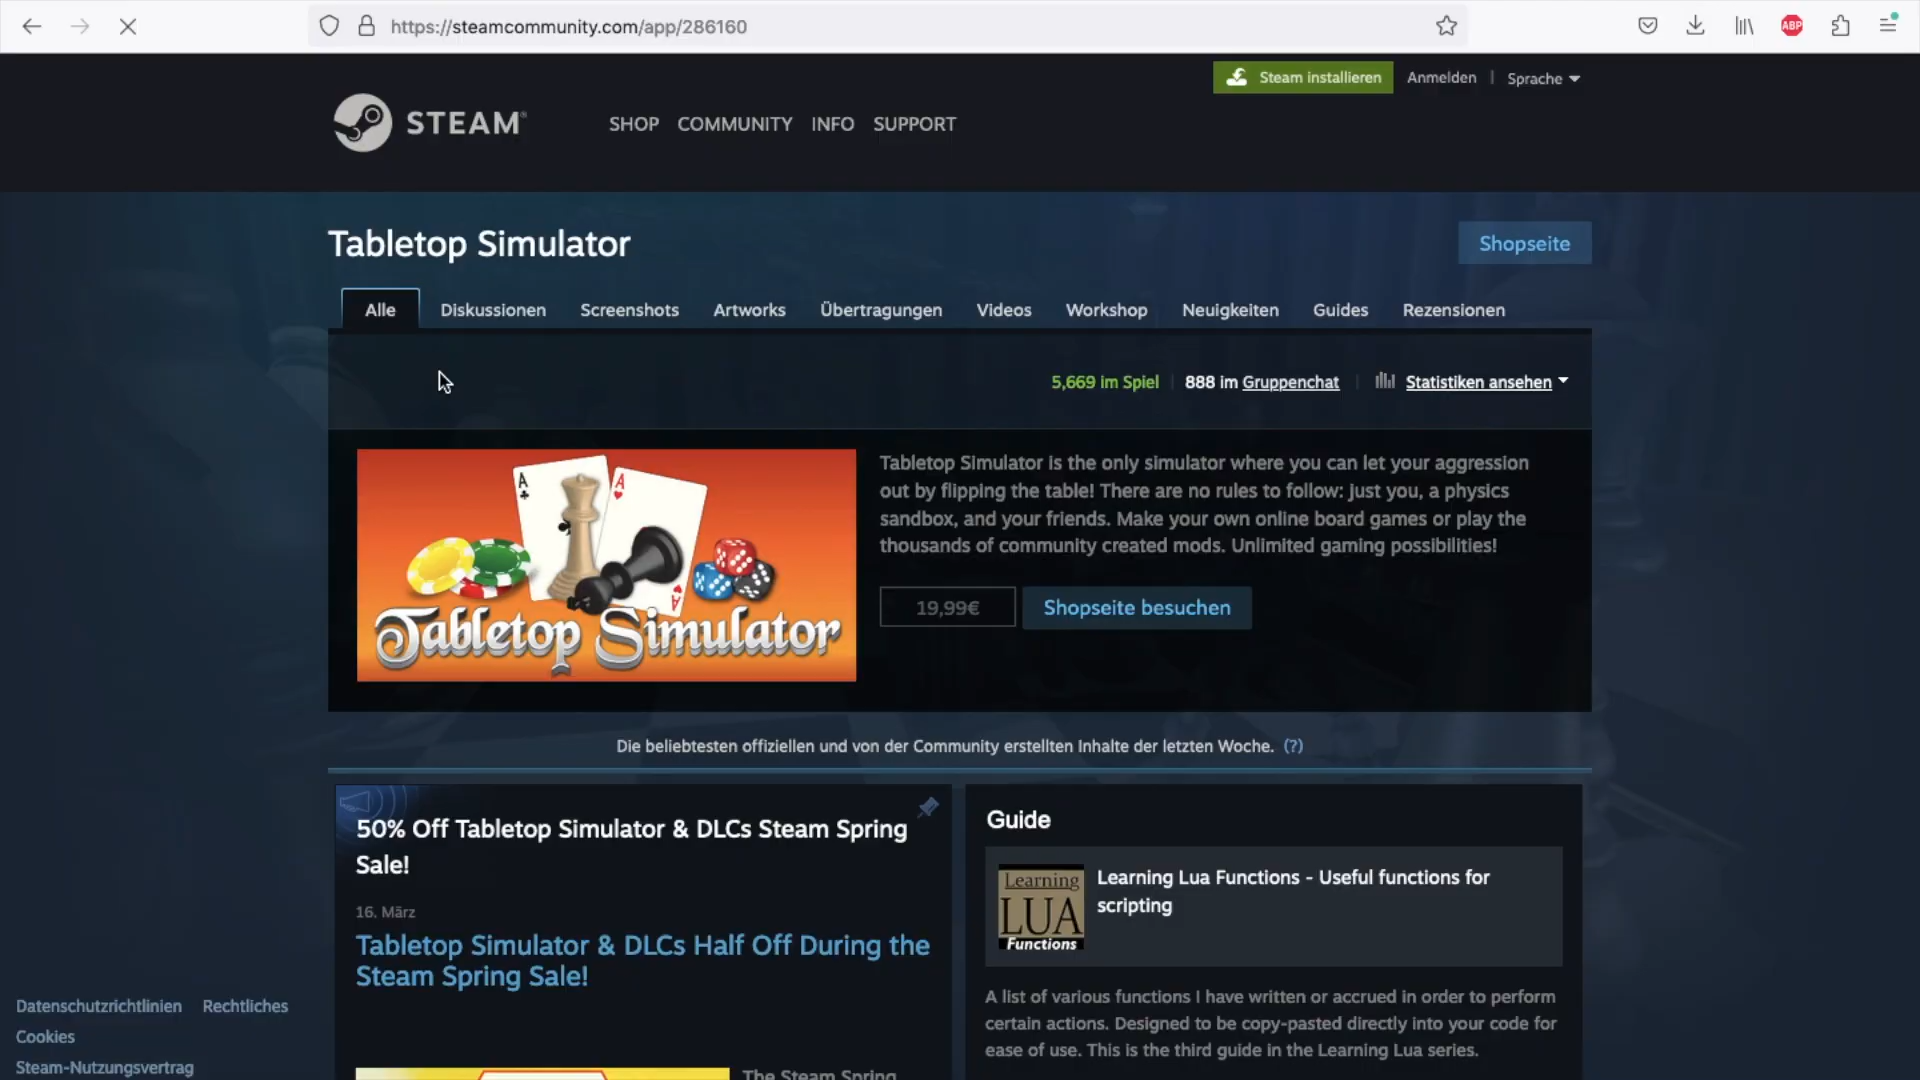 https://steamcommunity.com/app/286160
ABP
Steam installieren
Anmelden
Sprache
STEAM®
SHOP
COMMUNITY
INFO
SUPPORT
Tabletop Simulator
Shopseite
Alle
Diskussionen
Screenshots
Artworks
Übertragungen
Videos
Workshop
Neuigkeiten
Guides
Rezensionen
5,669 im Spiel
888 im Gruppenchat
Statistiken ansehen
A
A
A
Tabletop Simulator
Tabletop Simulator is the only simulator where you can let your aggression
out by flipping the table! There are no rules to follow: just you, a physics
sandbox, and your friends. Make your own online board games or play the
thousands of community created mods. Unlimited gaming possibilities!
19,99€
Shopseite besuchen
Die beliebtesten offiziellen und von der Community erstellten Inhalte der letzten Woche. (?)
50% Off Tabletop Simulator & DLCs Steam Spring
Sale!
16. März
Tabletop Simulator & DLCs Half Off During the
Steam Spring Sale!
The Steam Spring
Guide
Learning
LUA
Functions
Learning Lua Functions - Useful functions for
scripting
A list of various functions I have written or accrued in order to perform
certain actions. Designed to be copy-pasted directly into your code for
ease of use. This is the third guide in the Learning Lua series.
Datenschutzrichtlinien
Rechtliches
Cookies
Steam-Nutzungsvertrag